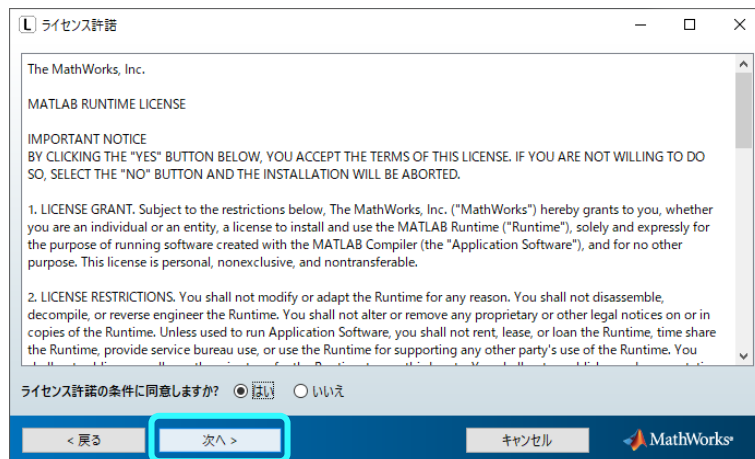 L ライセンス許諾
The MathWorks, Inc.
MATLAB RUNTIME LICENSE
IMPORTANT NOTICE
BY CLICKING THE "YES" BUTTON BELOW, YOU ACCEPT THE TERMS OF THIS LICENSE. IF YOU ARE NOT WILLING TO DO
SO, SELECT THE "NO" BUTTON AND THE INSTALLATION WILL BE ABORTED.
1. LICENSE GRANT. Subject to the restrictions below, The MathWorks, Inc. ("MathWorks") hereby grants to you, whether
you are an individual or an entity, a license to install and use the MATLAB Runtime ("Runtime"), solely and expressly for
the purpose of running software created with the MATLAB Compiler (the "Application Software"), and for no other
purpose. This license is personal, nonexclusive, and nontransferable.
2. LICENSE RESTRICTIONS. You shall not modify or adapt the Runtime for any reason. You shall not disassemble,
decompile, or reverse engineer the Runtime. You shall not alter or remove any proprietary or other legal notices on or in
copies of the Runtime. Unless used to run Application Software, you shall not rent, lease, or loan the Runtime, time share
the Runtime, provide service bureau use, or use the Runtime for supporting any other party's use of the Runtime. You
ライセンス許諾の条件に同意しますか? はい いいえ
< 戻る 次へ > キャンセル MathWorks®